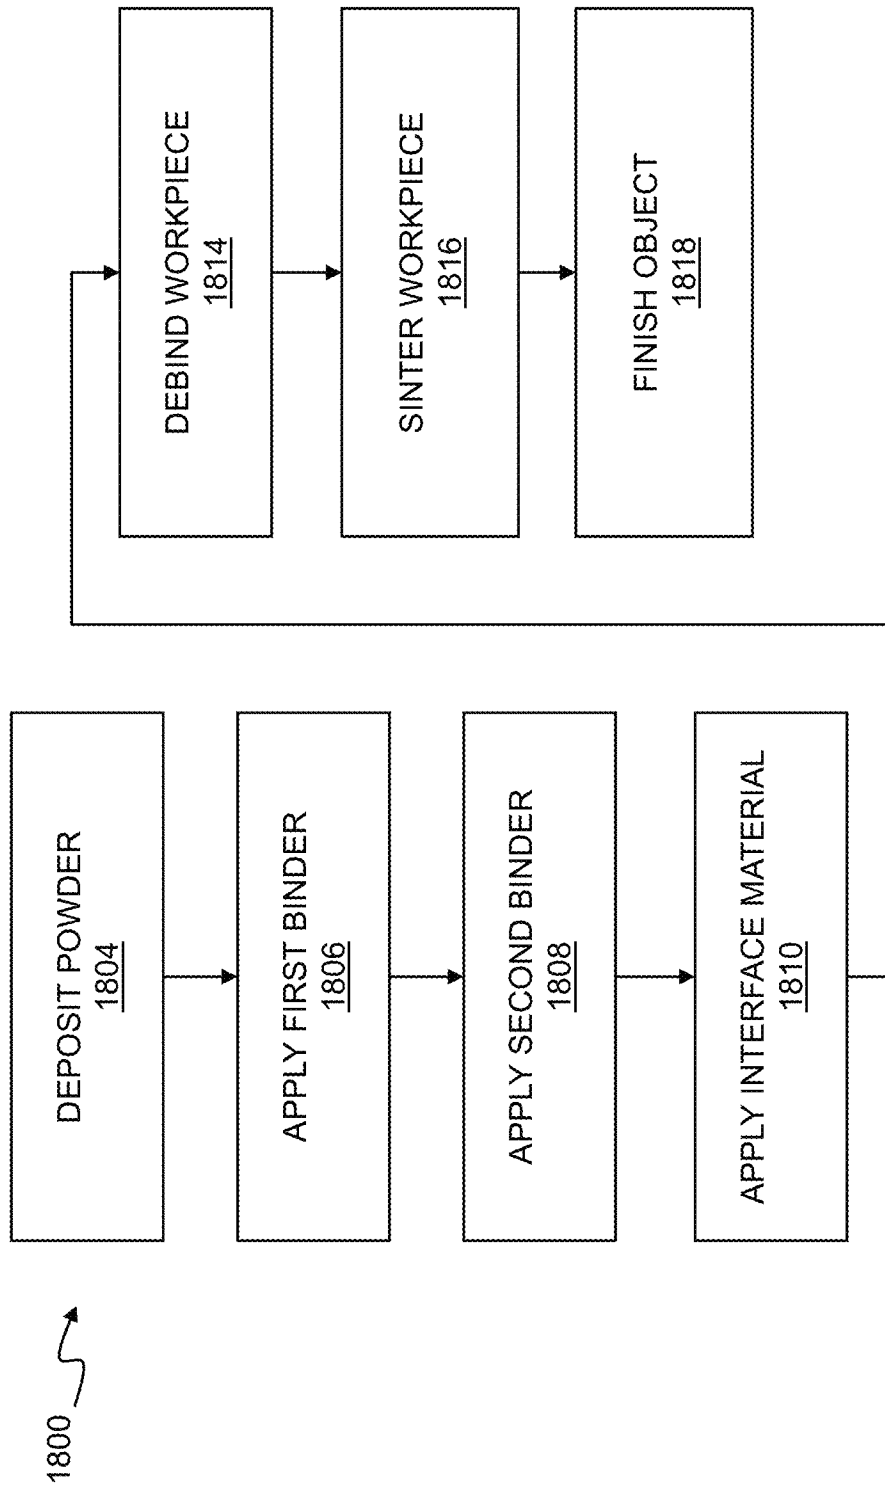 1800
DEPOSIT POWDER
1804
APPLY FIRST BINDER
1806
APPLY SECOND BINDER
1808
APPLY INTERFACE MATERIAL
1810
DEBIND WORKPIECE
1814
SINTER WORKPIECE
1816
FINISH OBJECT
1818